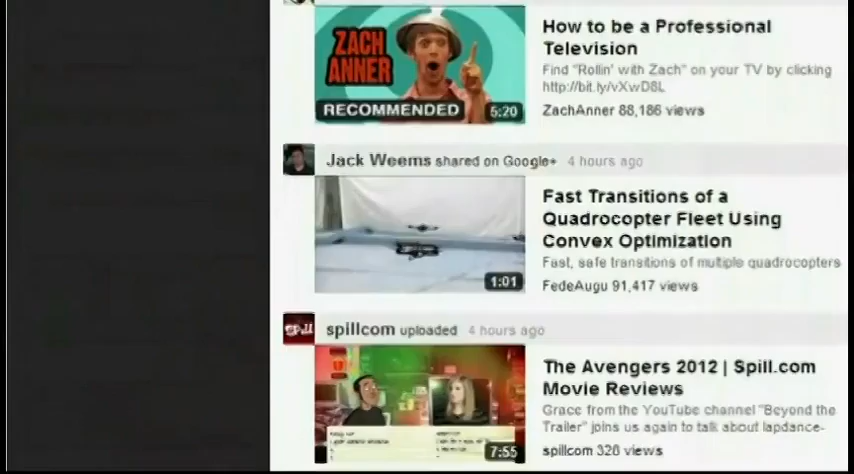 ZACH
ANNER
RECOMMENDED
5:20
How to be a Professional
Television
Find "Rollin' with Zach" on your TV by clicking
http://bit.ly/vXwD8L
ZachAnner 88,186 views
Jack Weems shared on Google+ 4 hours ago
1:01
Fast Transitions of a
Quadrocopter Fleet Using
Convex Optimization
Fast, safe transitions of multiple quadrocopters
FedeAugu 91,417 views
spill
spillcom uploaded 4 hours ago
7:55
The Avengers 2012 | Spill.com
Movie Reviews
Grace from the YouTube channel "Beyond the
Trailer" joins us again to talk about lapdance-
spillcom 328 views